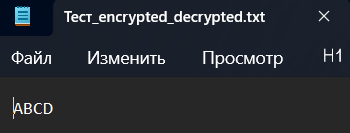 Тест_encrypted_decrypted.txt
Файл Изменить Просмотр H1
ABCD